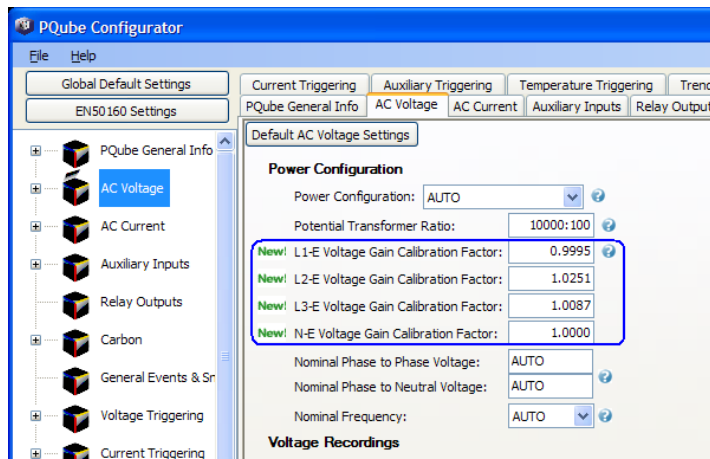 PQube Configurator
File Help
Global Default Settings
EN50160 Settings
PQube General Info
AC Voltage
AC Current
Auxiliary Inputs
Relay Outputs
Carbon
General Events & Sn
Voltage Triggering
Current Triggering
Current Triggering Auxiliary Triggering Temperature Triggering Tren
PQube General Info AC Voltage AC Current Auxiliary Inputs Relay Output
Default AC Voltage Settings
Power Configuration
Power Configuration: AUTO
Potential Transformer Ratio: 10000:100
New! L1-E Voltage Gain Calibration Factor: 0.9995
New! L2-E Voltage Gain Calibration Factor: 1.0251
New! L3-E Voltage Gain Calibration Factor: 1.0087
New! N-E Voltage Gain Calibration Factor: 1.0000
Nominal Phase to Phase Voltage: AUTO
Nominal Phase to Neutral Voltage: AUTO
Nominal Frequency: AUTO
Voltage Recordings